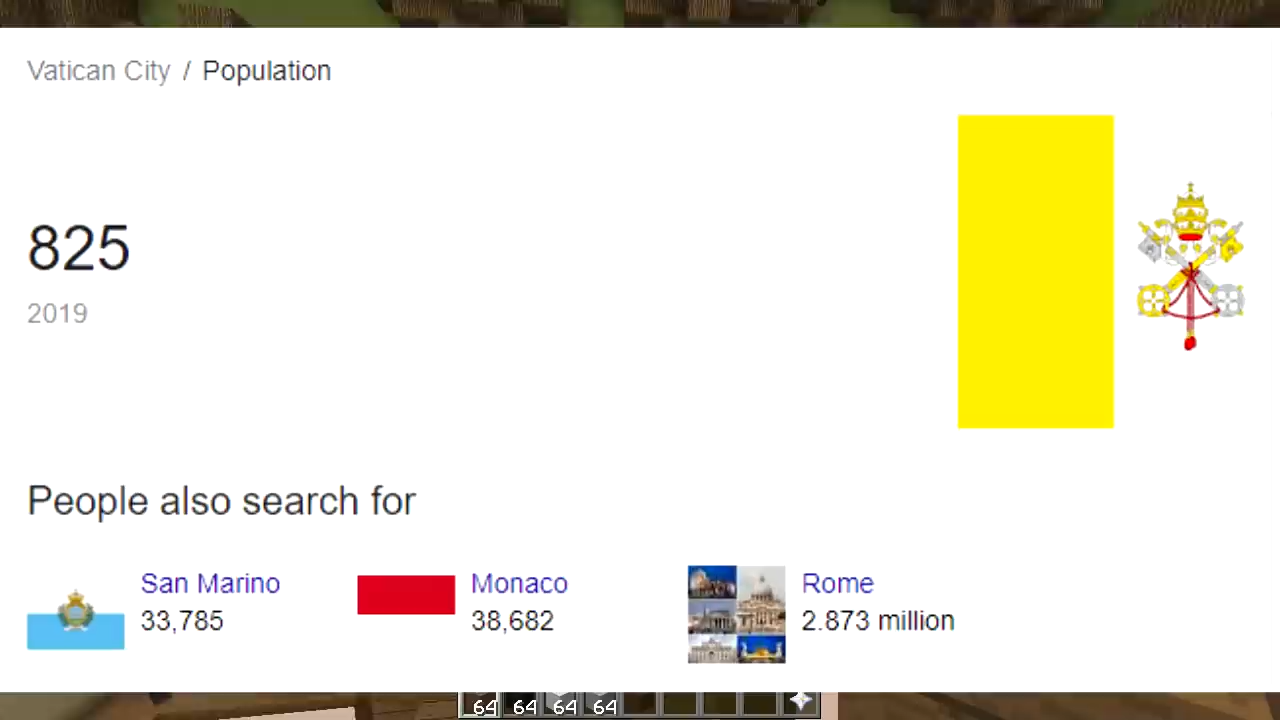 Vatican City / Population
825
2019
People also search for
San Marino
33,785
Monaco
38,682
Rome
2.873 million
64 64 64 64